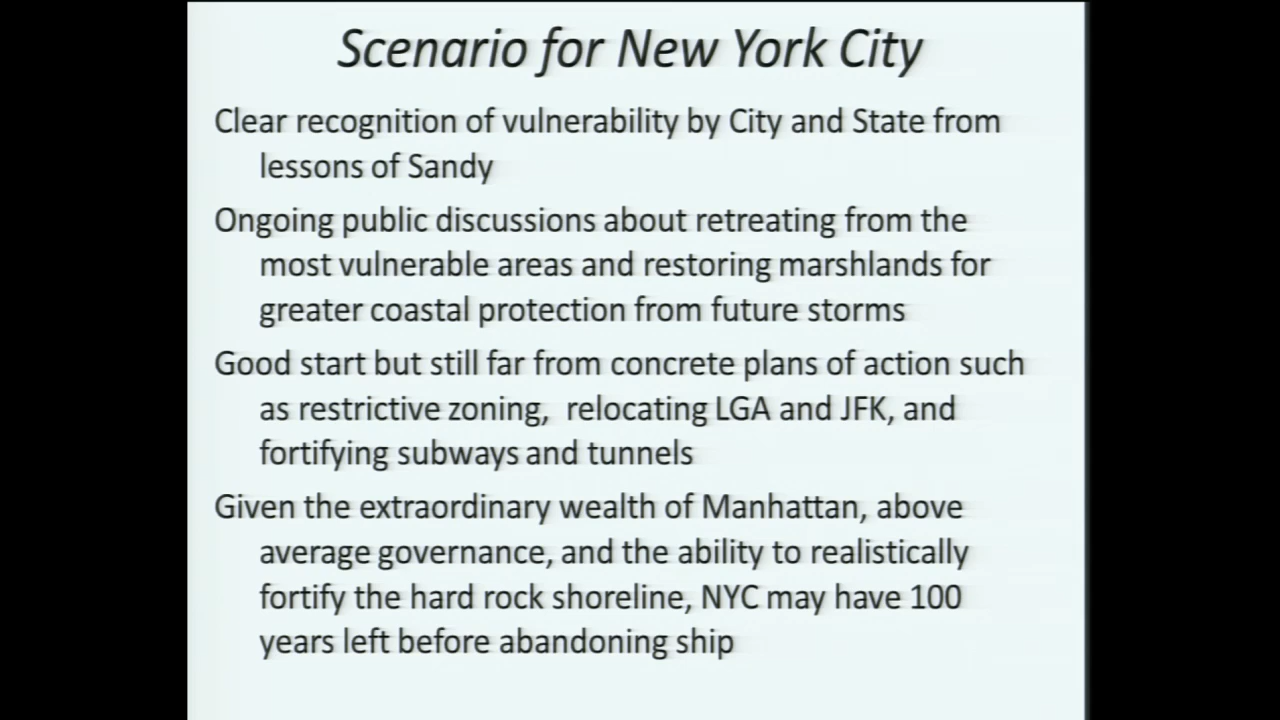 Scenario for New York City
Clear recognition of vulnerability by City and State from
lessons of Sandy
Ongoing public discussions about retreating from the
most vulnerable areas and restoring marshlands for
greater coastal protection from future storms
Good start but still far from concrete plans of action such
as restrictive zoning,  relocating LGA and JFK, and
fortifying subways and tunnels
Given the extraordinary wealth of Manhattan, above
average governance, and the ability to realistically
fortify the hard rock shoreline, NYC may have 100
years left before abandoning ship